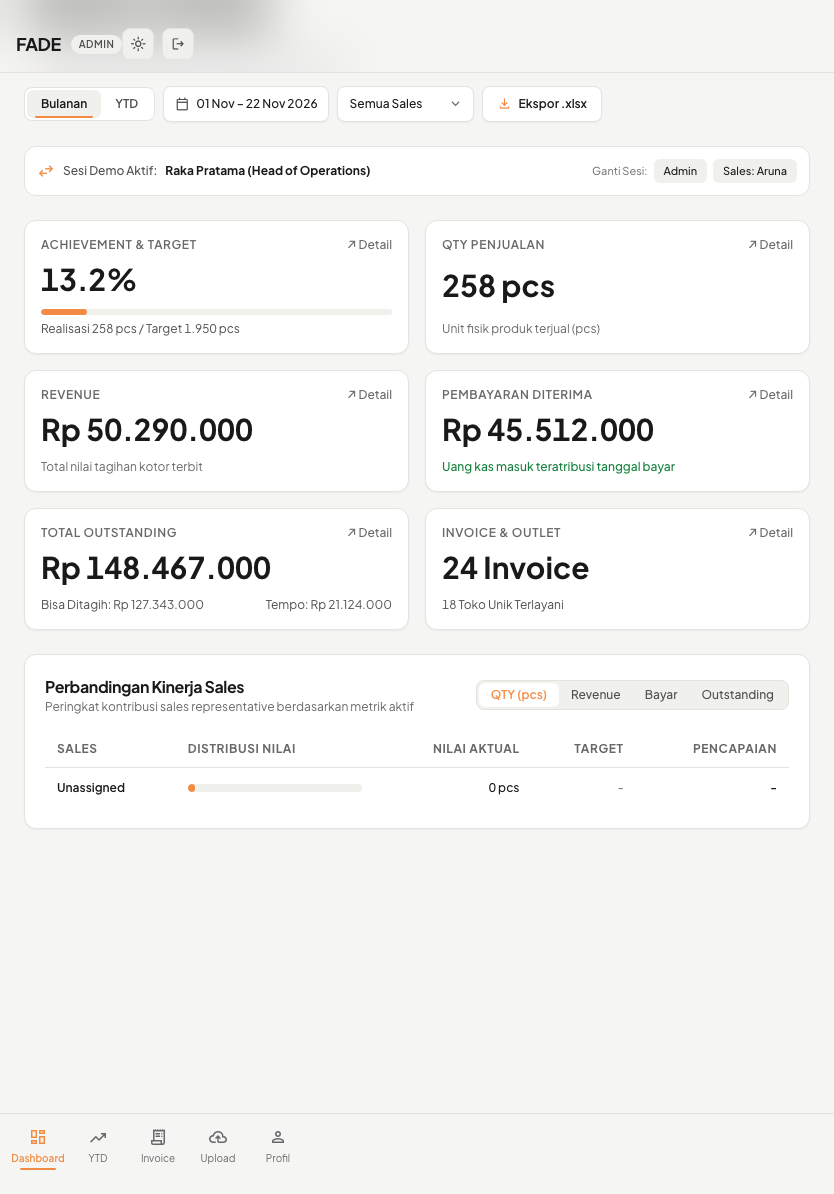 FADE ADMIN
Bulanan YTD 01 Nov – 22 Nov 2026 Semua Sales Ekspor .xlsx
Sesi Demo Aktif: Raka Pratama (Head of Operations) Ganti Sesi: Admin Sales: Aruna
ACHIEVEMENT & TARGET Detail
13.2%
Realisasi 258 pcs / Target 1.950 pcs
QTY PENJUALAN Detail
258 pcs
Unit fisik produk terjual (pcs)
REVENUE Detail
Rp 50.290.000
Total nilai tagihan kotor terbit
PEMBAYARAN DITERIMA Detail
Rp 45.512.000
Uang kas masuk teratribusi tanggal bayar
TOTAL OUTSTANDING Detail
Rp 148.467.000
Bisa Ditagih: Rp 127.343.000 Tempo: Rp 21.124.000
INVOICE & OUTLET Detail
24 Invoice
18 Toko Unik Terlayani
Perbandingan Kinerja Sales
Peringkat kontribusi sales representative berdasarkan metrik aktif
QTY (pcs) Revenue Bayar Outstanding
SALES DISTRIBUSI NILAI NILAI AKTUAL TARGET PENCAPAIAN
Unassigned 0 pcs - -
Dashboard YTD Invoice Upload Profil